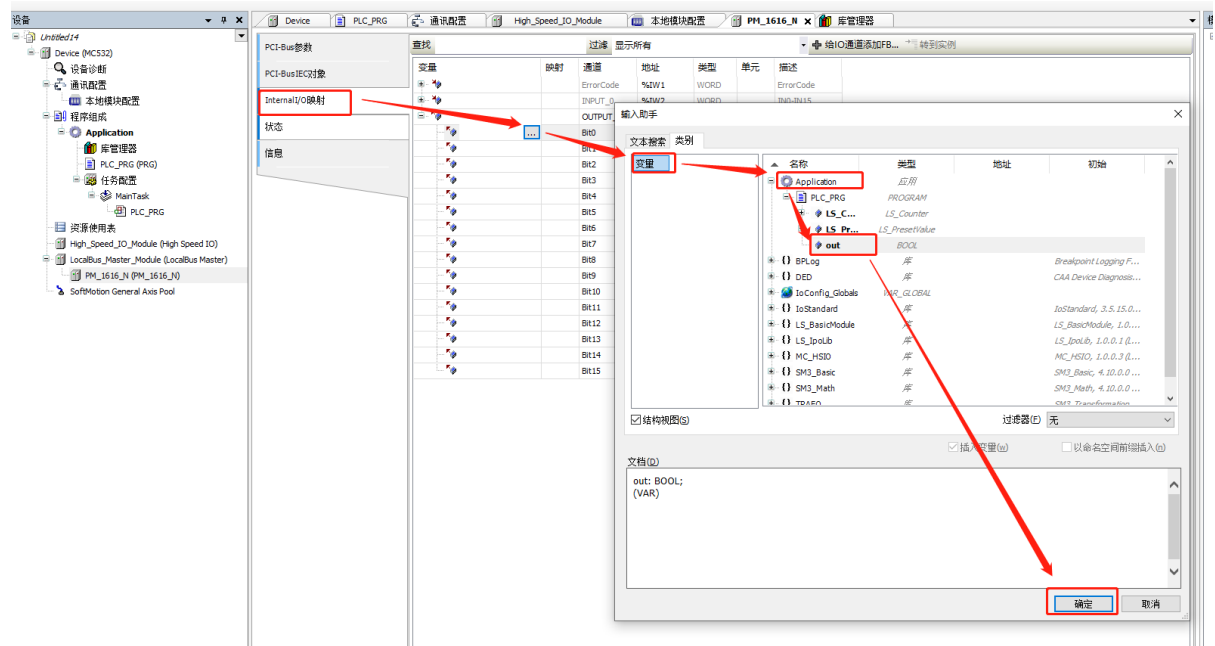 设备
Untitled14
Device (MC532)
设备诊断
通讯配置
本地模块配置
程序组成
Application
库管理器
PLC_PRG (PRG)
任务配置
MainTask
PLC_PRG
资源使用表
High_Speed_IO_Module (High Speed IO)
LocalBus_Master_Module (LocalBus Master)
PM_1616_N (PM_1616_N)
SoftMotion General Axis Pool
Device
PLC_PRG
通讯配置
High_Speed_IO_Module
本地模块配置
PM_1616_N
库管理器
PCI-Bus参数
PCI-BusIEC对象
InternalI/O映射
状态
信息
查找 过滤 显示所有 给IO通道添加FB... 转到实例
变量 映射 通道 地址 类型 单元 描述
ErrorCode %IW1 WORD ErrorCode
INPUT_0 %IW2 WORD IN0-IN15
OUTPUT_
... Bit0
Bit1
Bit2
Bit3
Bit4
Bit5
Bit6
Bit7
Bit8
Bit9
Bit10
Bit11
Bit12
Bit13
Bit14
Bit15
输入助手
文本搜索 类别
变量
名称 类型 地址 初始
Application 应用
PLC_PRG PROGRAM
LS_C... LS_Counter
LS_Pr... LS_PresetValue
out BOOL
BPLog 库 Breakpoint Logging F...
DED 库 CAA Device Diagnosis...
IoConfig_Globals VAR_GLOBAL
IoStandard 库 IoStandard, 3.5.15.0...
LS_BasicModule 库 LS_BasicModule, 1.0....
LS_IpoLib 库 LS_IpoLib, 1.0.0.1 (L...
MC_HSIO 库 MC_HSIO, 1.0.0.3 (L...
SM3_Basic 库 SM3_Basic, 4.10.0.0 ...
SM3_Math 库 SM3_Math, 4.10.0.0 ...
库 SM3_Transformation
结构视图(S) 过滤器(F) 无
插入变量(w) 以命名空间前缀插入(n)
文档(D)
out: BOOL;
(VAR)
确定 取消